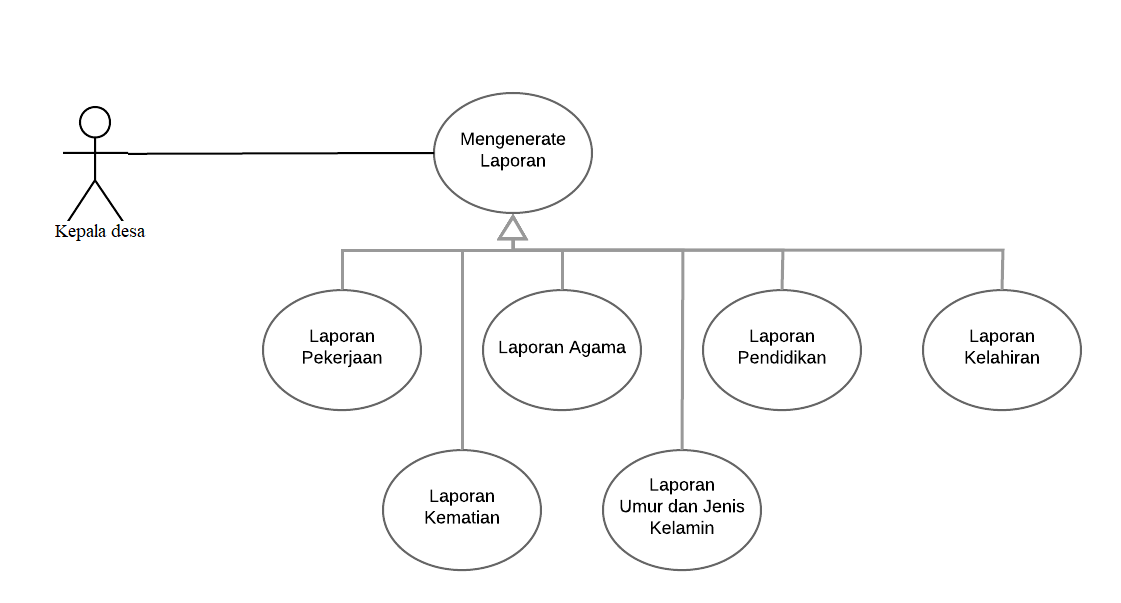 Mengenerate
Laporan
Kepala desa
Laporan
Pekerjaan
Laporan Agama
Laporan
Pendidikan
Laporan
Kelahiran
Laporan
Kematian
Laporan
Umur dan Jenis
Kelamin